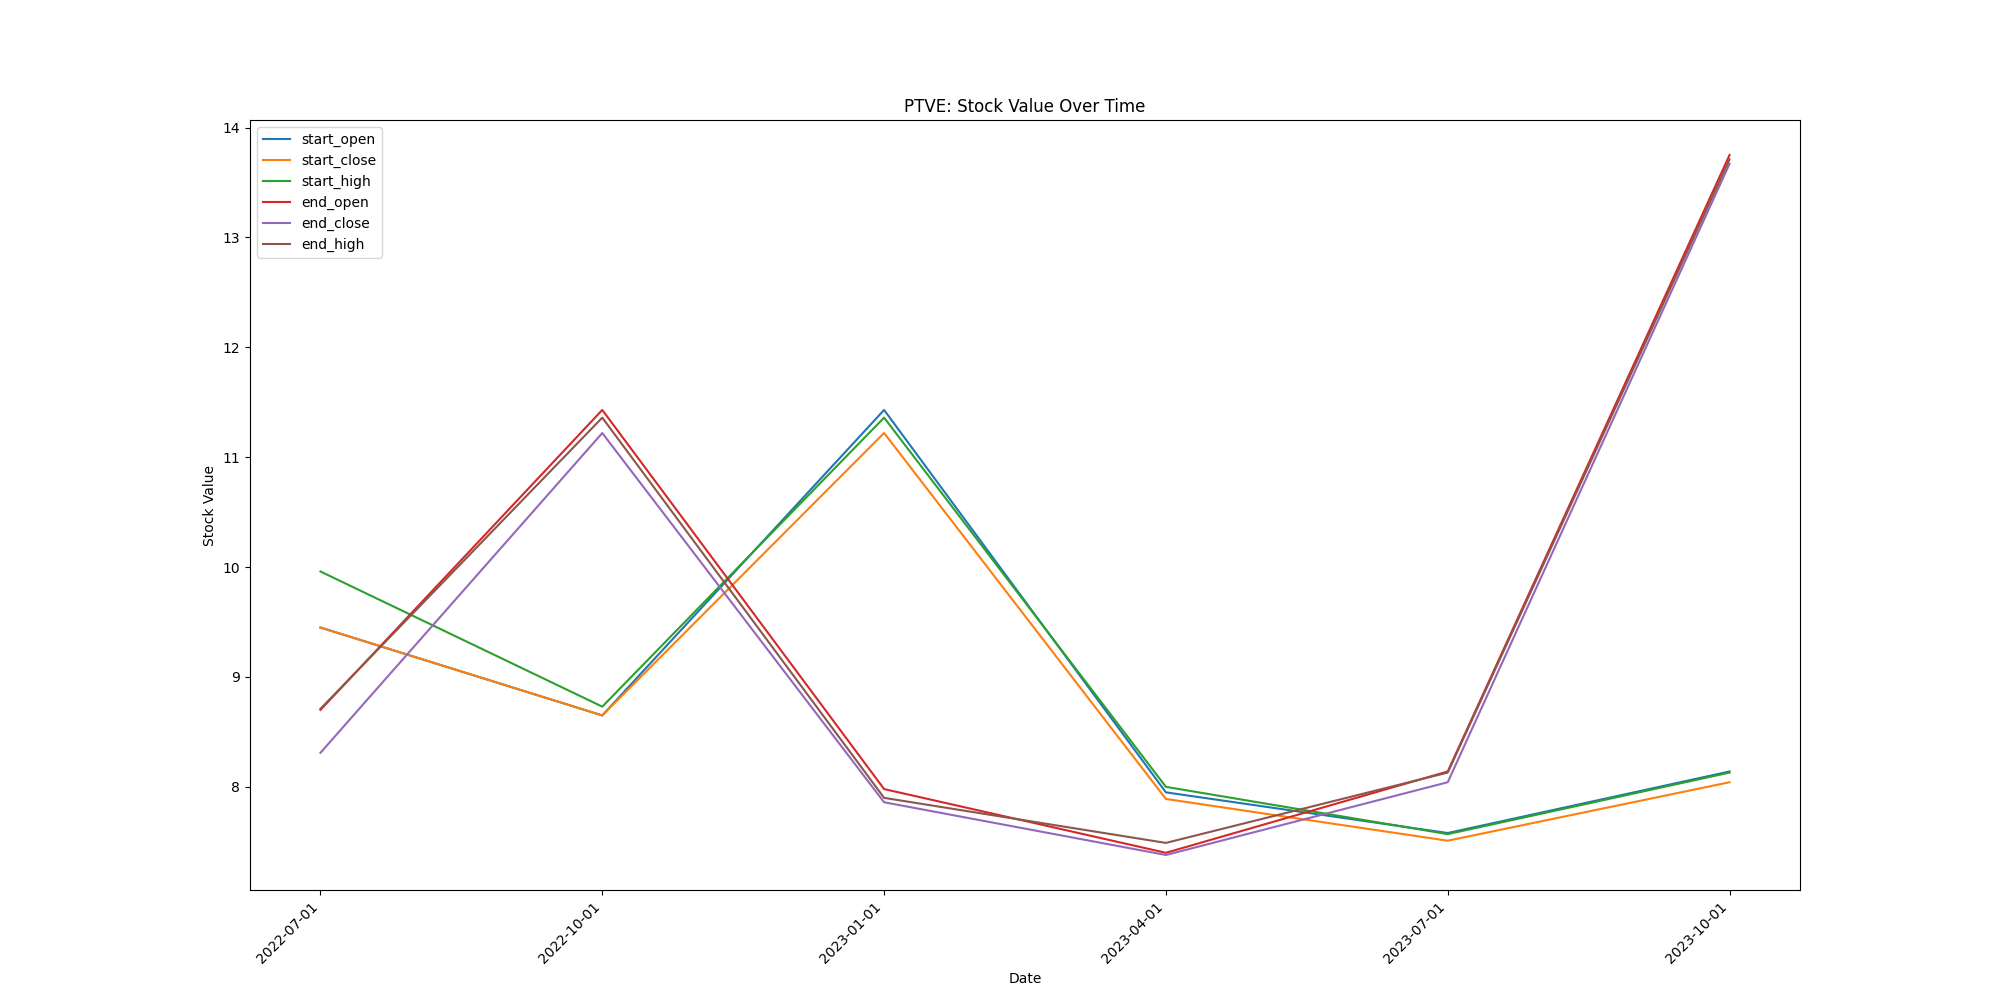 PTVE: Stock Value Over Time
14
13
12
11
10
9
8
Stock Value
start_open
start_close
start_high
end_open
end_close
end_high
2022-07-01
2022-10-01
2023-01-01
2023-04-01
2023-07-01
2023-10-01
Date